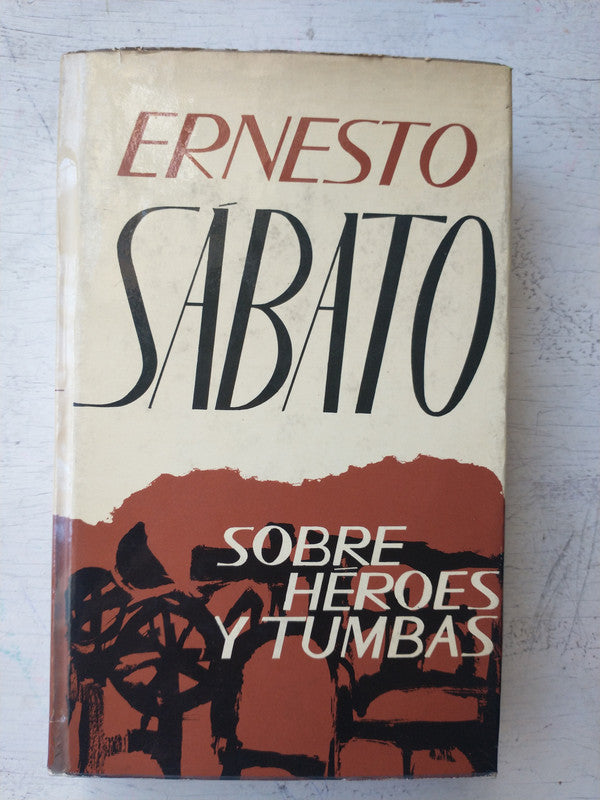 ERNESTO
SÁBATO
SOBRE
HÉROES
Y TUMBAS